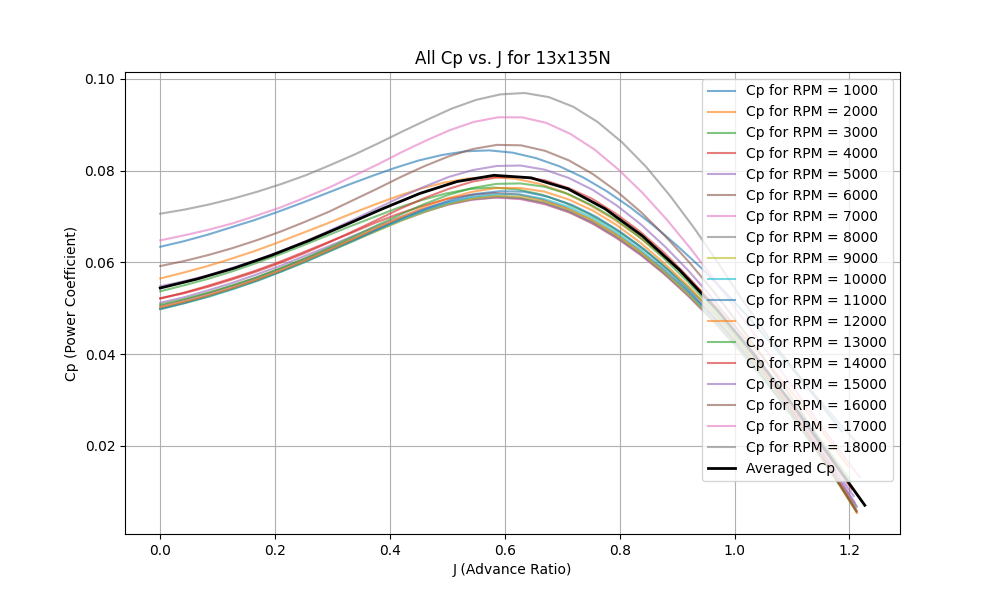 All Cp vs. J for 13x135N
Cp (Power Coefficient)
0.10
0.08
0.06
0.04
0.02
0.0
0.2
0.4
0.6
0.8
1.0
1.2
J (Advance Ratio)
Cp for RPM = 1000
Cp for RPM = 2000
Cp for RPM = 3000
Cp for RPM = 4000
Cp for RPM = 5000
Cp for RPM = 6000
Cp for RPM = 7000
Cp for RPM = 8000
Cp for RPM = 9000
Cp for RPM = 10000
Cp for RPM = 11000
Cp for RPM = 12000
Cp for RPM = 13000
Cp for RPM = 14000
Cp for RPM = 15000
Cp for RPM = 16000
Cp for RPM = 17000
Cp for RPM = 18000
Averaged Cp